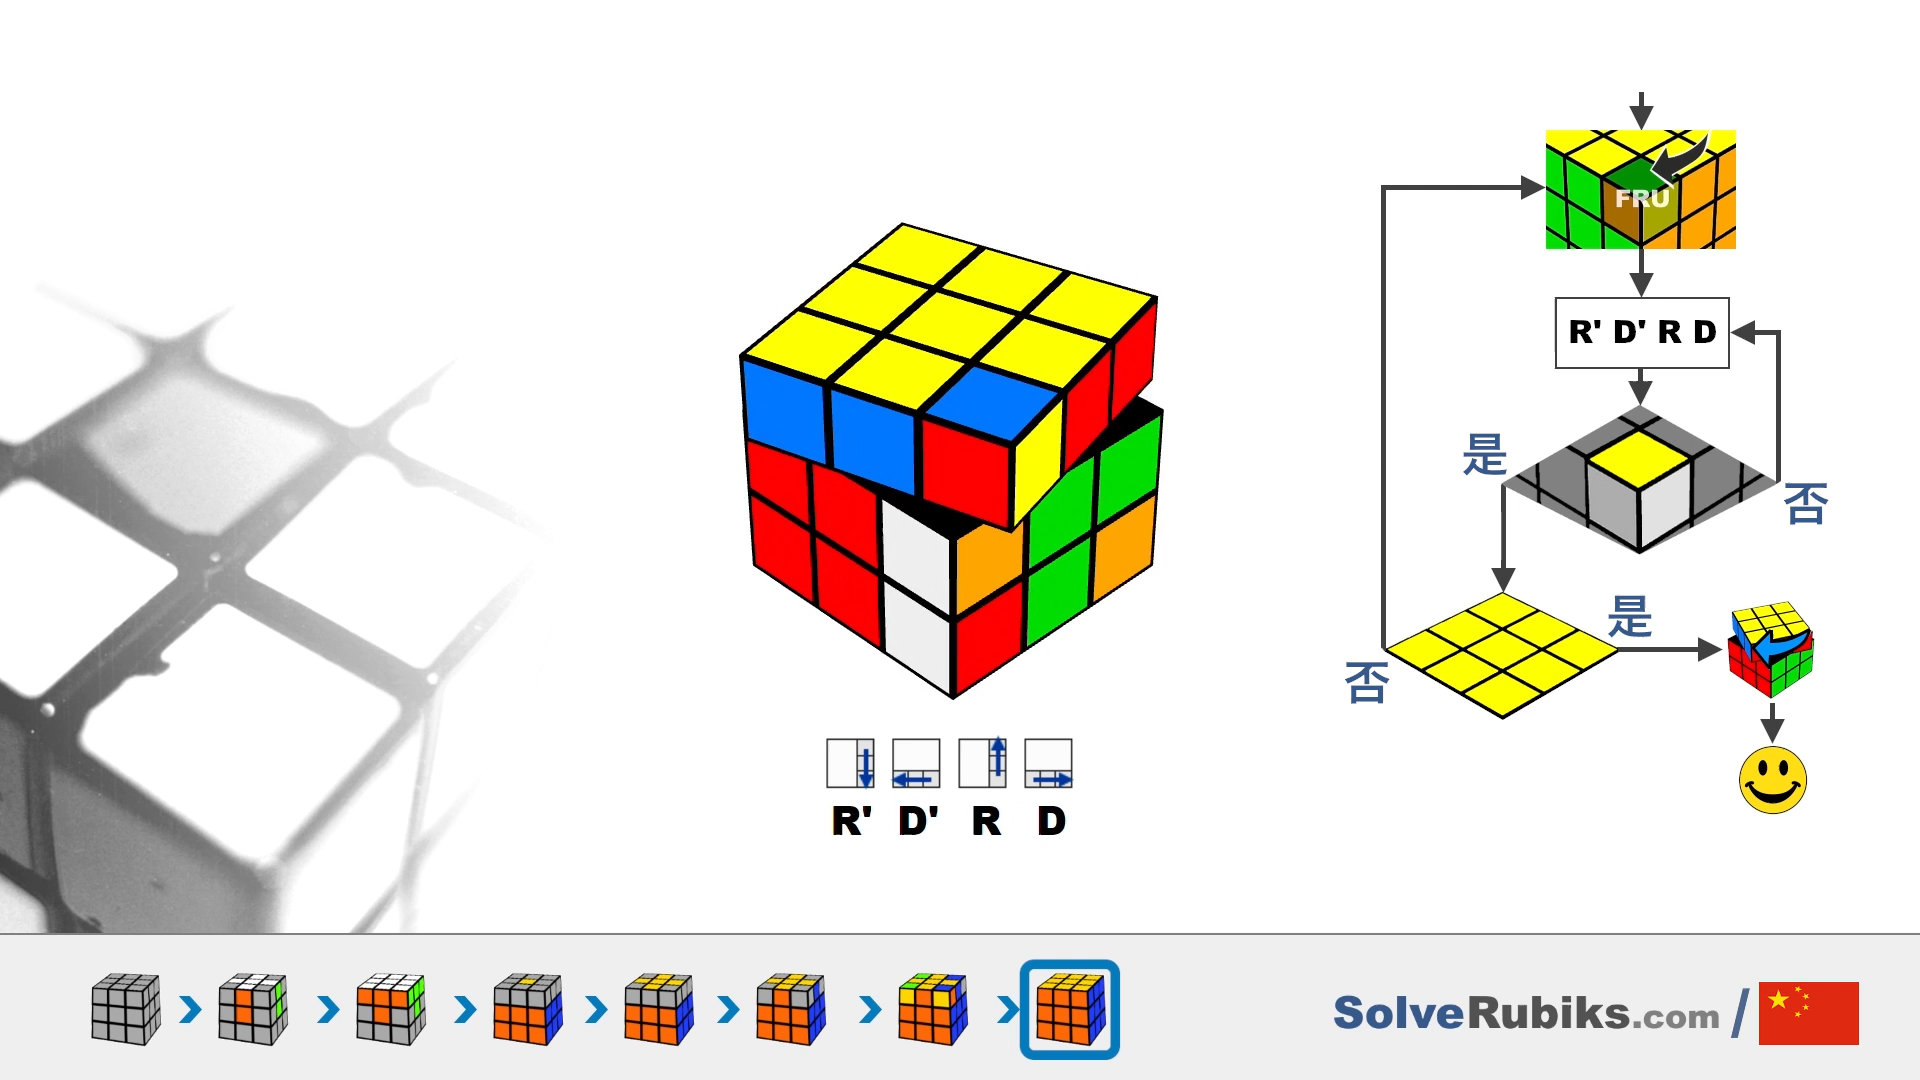 FRU
R' D' R D
是
否
是
否
R' D' R D
SolveRubiks.com /